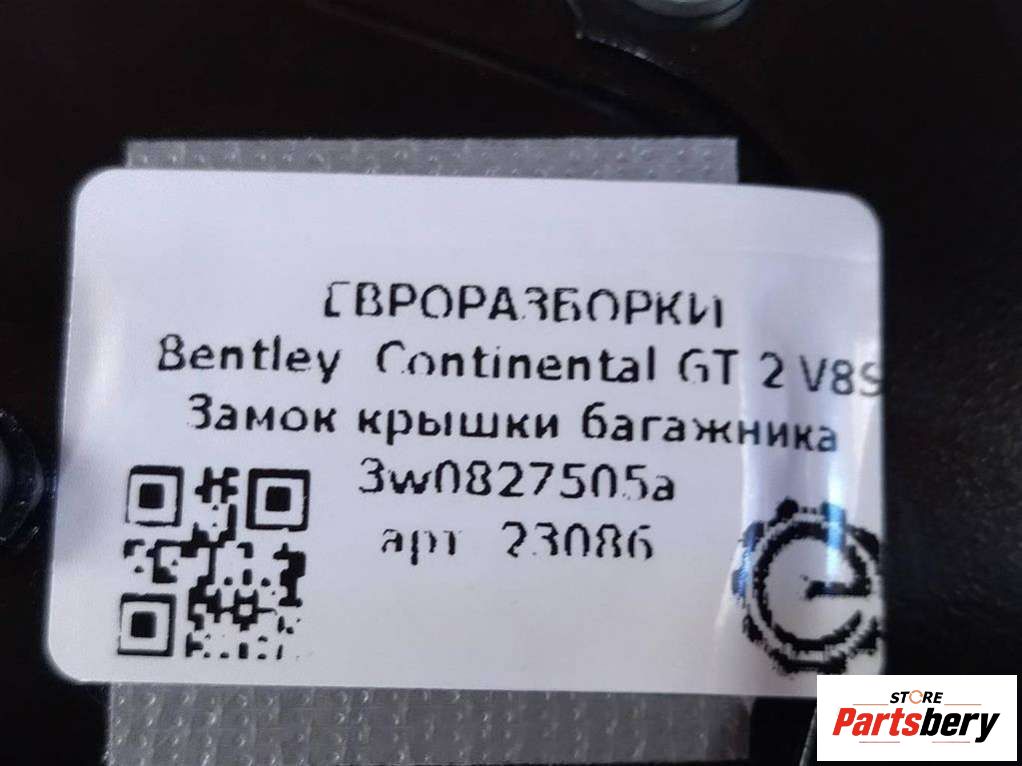 ЕВРОРАЗБОРКИ
Bentley Continental GT 2 V8S
Замок крышки багажника
3w0827505a
арт 23086
STORE
Partsbery